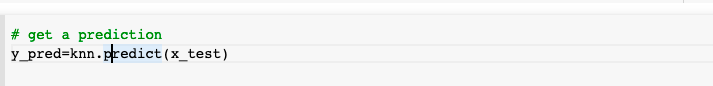 # get a prediction
y_pred=knn.predict(x_test)